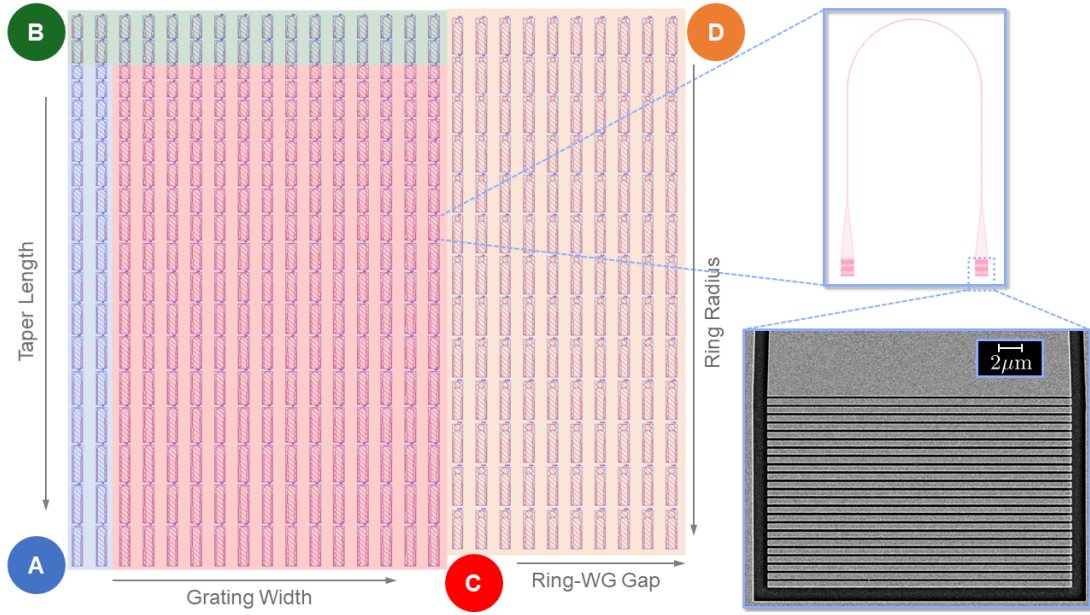 B
D
Taper Length
Ring Radius
2μm
A
C
Grating Width
Ring-WG Gap